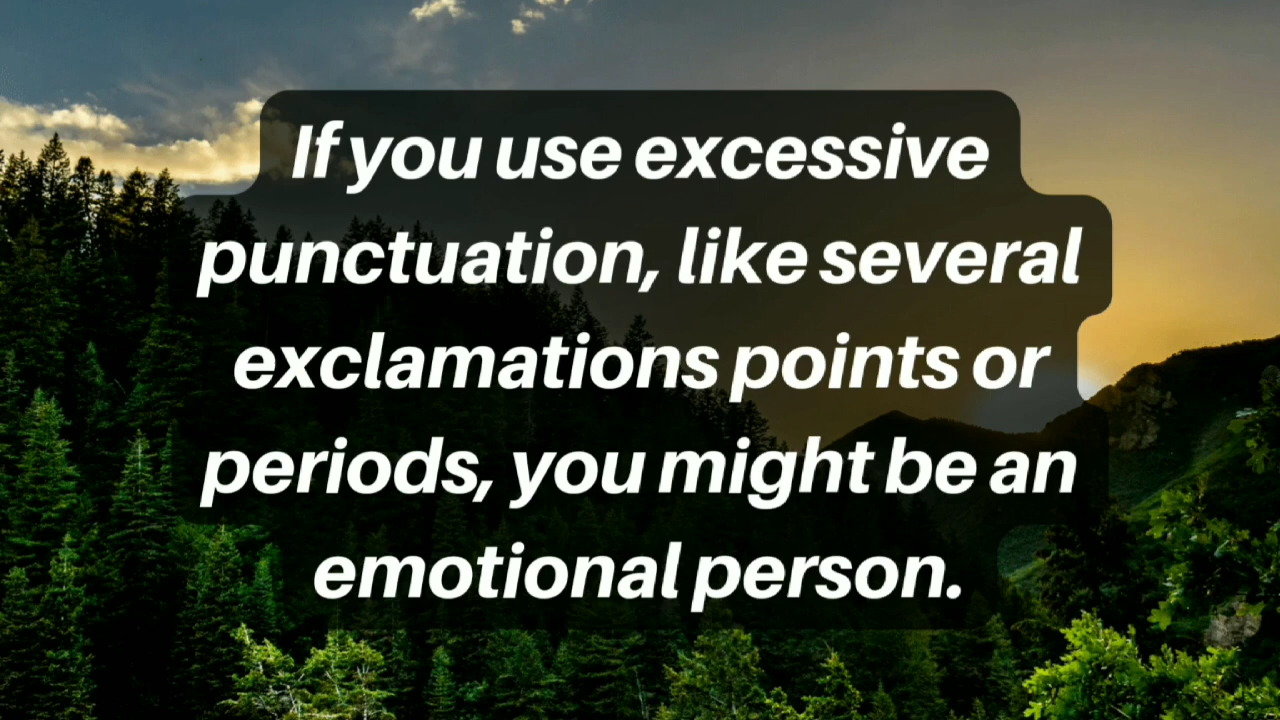 If you use excessive
punctuation, like several
exclamations points or
periods, you might be an
emotional person.